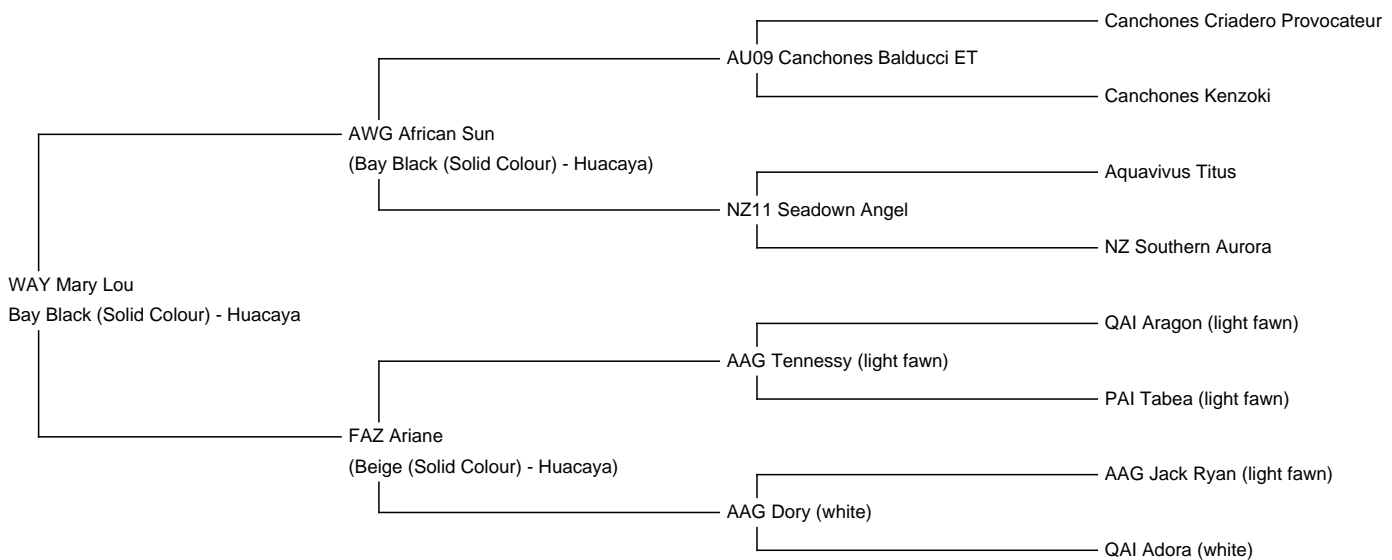 Canchones Criadero Provocateur
AU09 Canchones Balducci ET
Canchones Kenzoki
AWG African Sun
(Bay Black (Solid Colour) - Huacaya)
Aquavivus Titus
NZ11 Seadown Angel
NZ Southern Aurora
WAY Mary Lou
Bay Black (Solid Colour) - Huacaya
QAI Aragon (light fawn)
AAG Tennessy (light fawn)
PAI Tabea (light fawn)
FAZ Ariane
(Beige (Solid Colour) - Huacaya)
AAG Jack Ryan (light fawn)
AAG Dory (white)
QAI Adora (white)